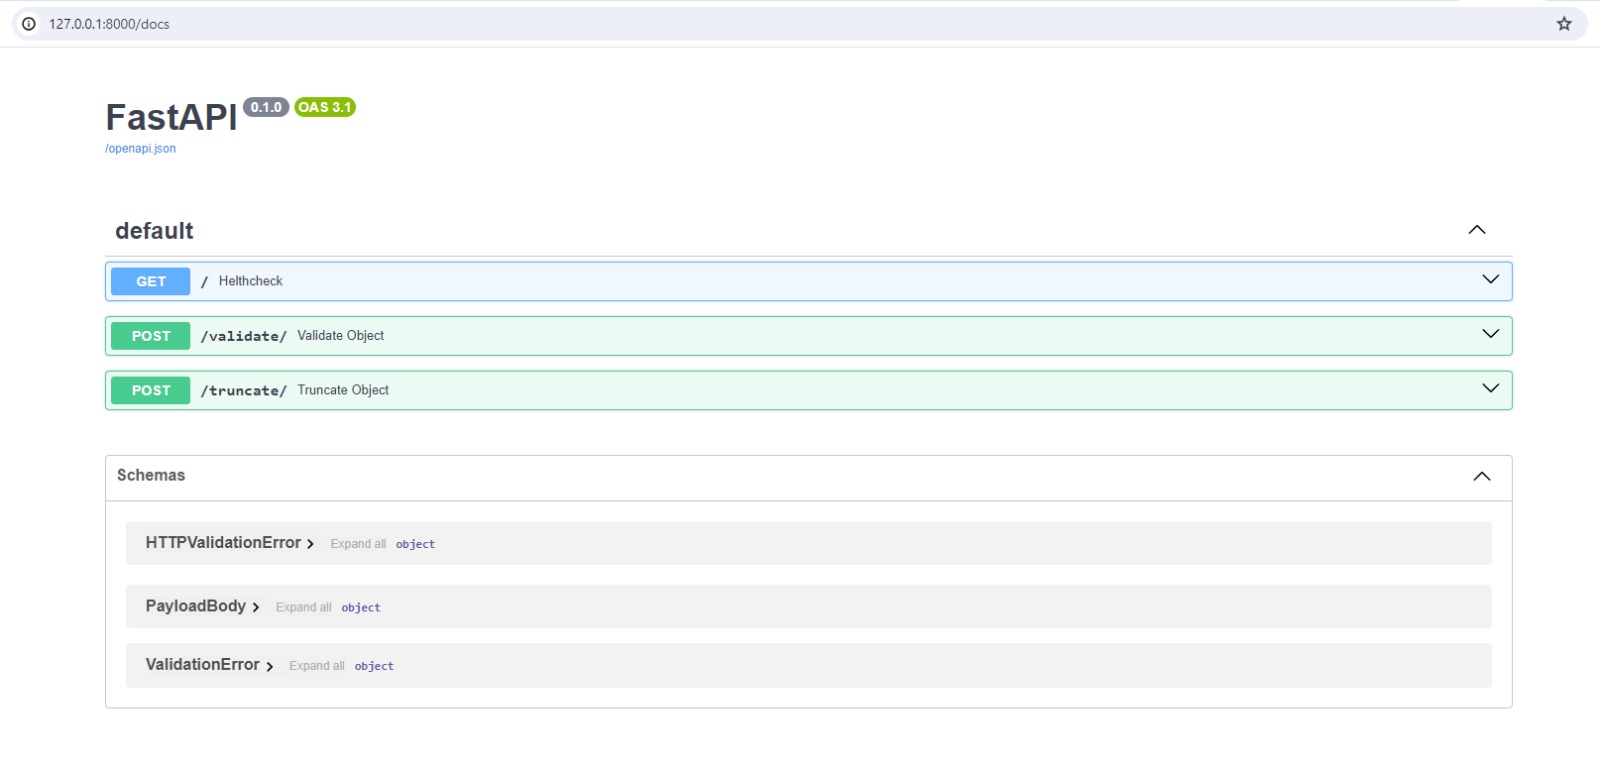 127.0.0.1:8000/docs
FastAPI 0.1.0 OAS 3.1
/openapi.json
default
GET / Helthcheck
POST /validate/ Validate Object
POST /truncate/ Truncate Object
Schemas
HTTPValidationError Expand all object
PayloadBody Expand all object
ValidationError Expand all object